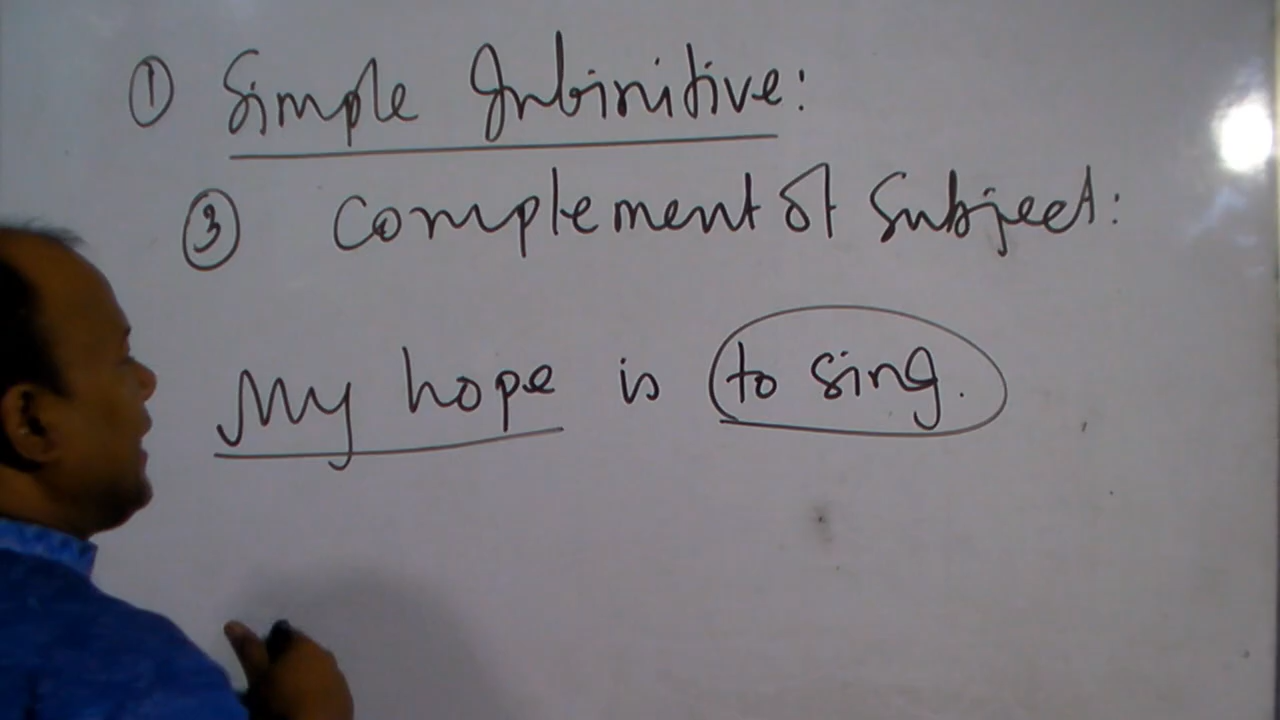 ① Simple Infinitive:
③ Complement of Subject:
My hope is to sing.